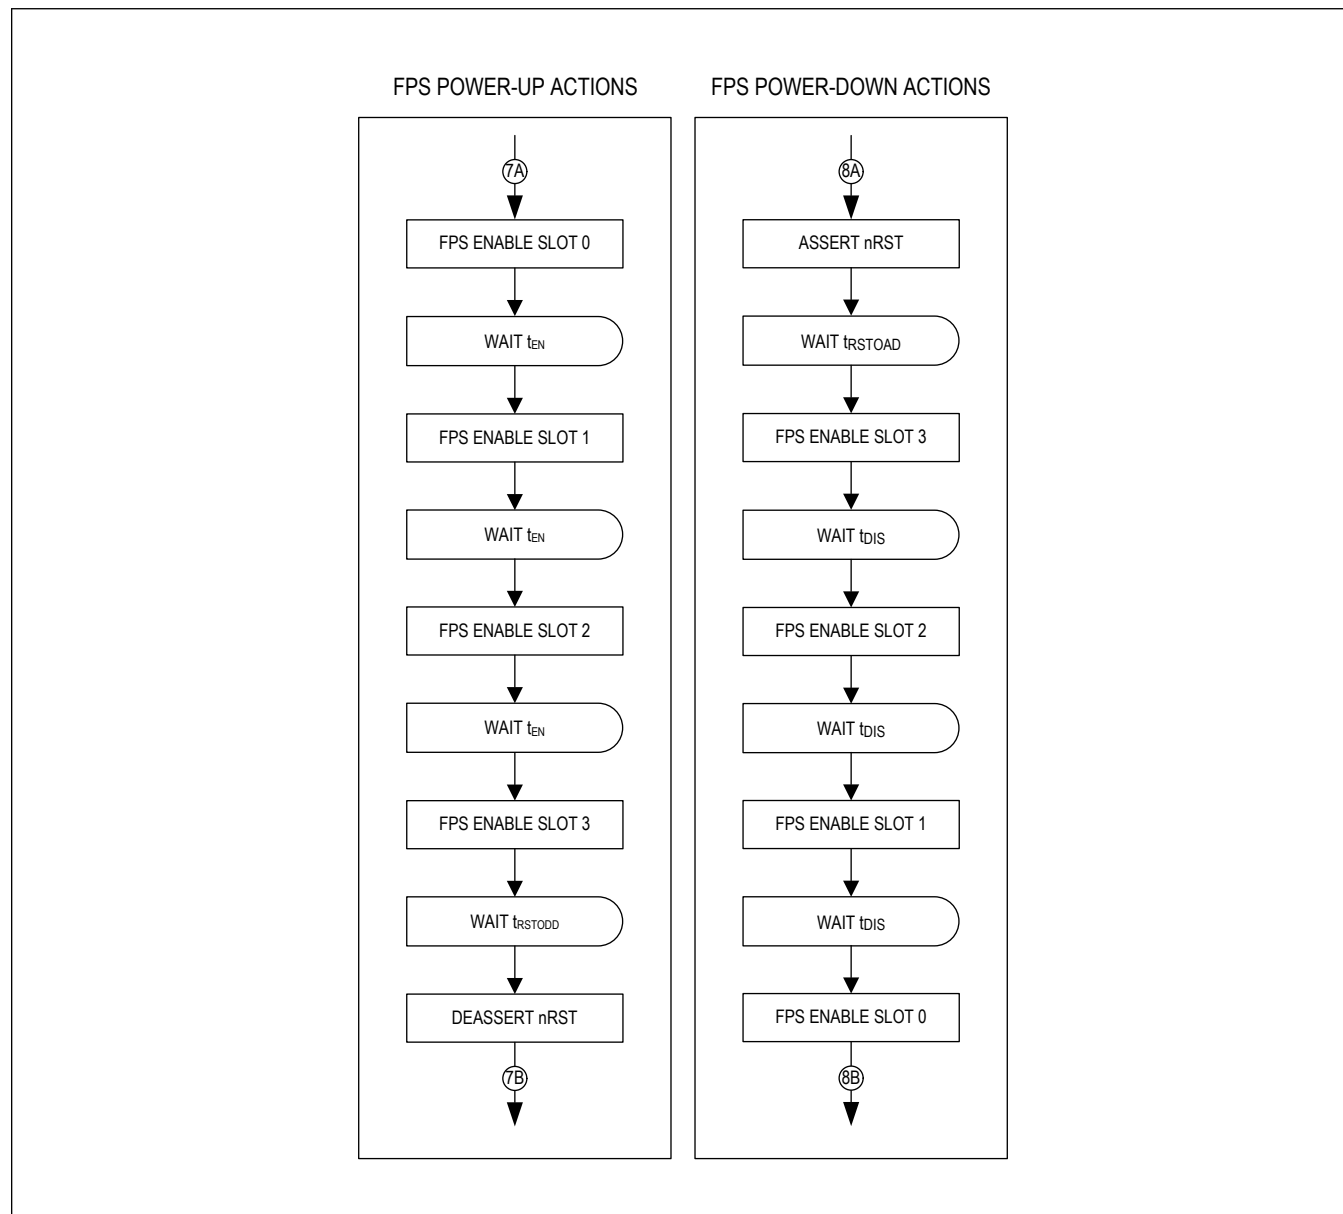 FPS POWER-UP ACTIONS
7A
FPS ENABLE SLOT 0
WAIT tEN
FPS ENABLE SLOT 1
WAIT tEN
FPS ENABLE SLOT 2
WAIT tEN
FPS ENABLE SLOT 3
WAIT tRSTODD
DEASSERT nRST
7B
FPS POWER-DOWN ACTIONS
8A
ASSERT nRST
WAIT tRSTOAD
FPS ENABLE SLOT 3
WAIT tDIS
FPS ENABLE SLOT 2
WAIT tDIS
FPS ENABLE SLOT 1
WAIT tDIS
FPS ENABLE SLOT 0
8B